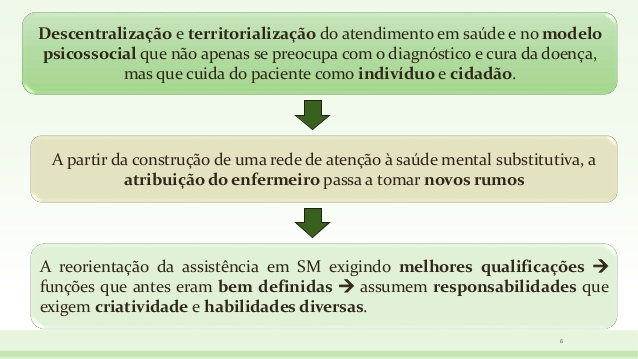 Descentralização e territorialização do atendimento em saúde e no modelo
psicossocial que não apenas se preocupa com o diagnóstico e cura da doença,
mas que cuida do paciente como indivíduo e cidadão.
A partir da construção de uma rede de atenção à saúde mental substitutiva, a
atribuição do enfermeiro passa a tomar novos rumos
A reorientação da assistência em SM exigindo melhores qualificações →
funções que antes eram bem definidas → assumem responsabilidades que
exigem criatividade e habilidades diversas.
6